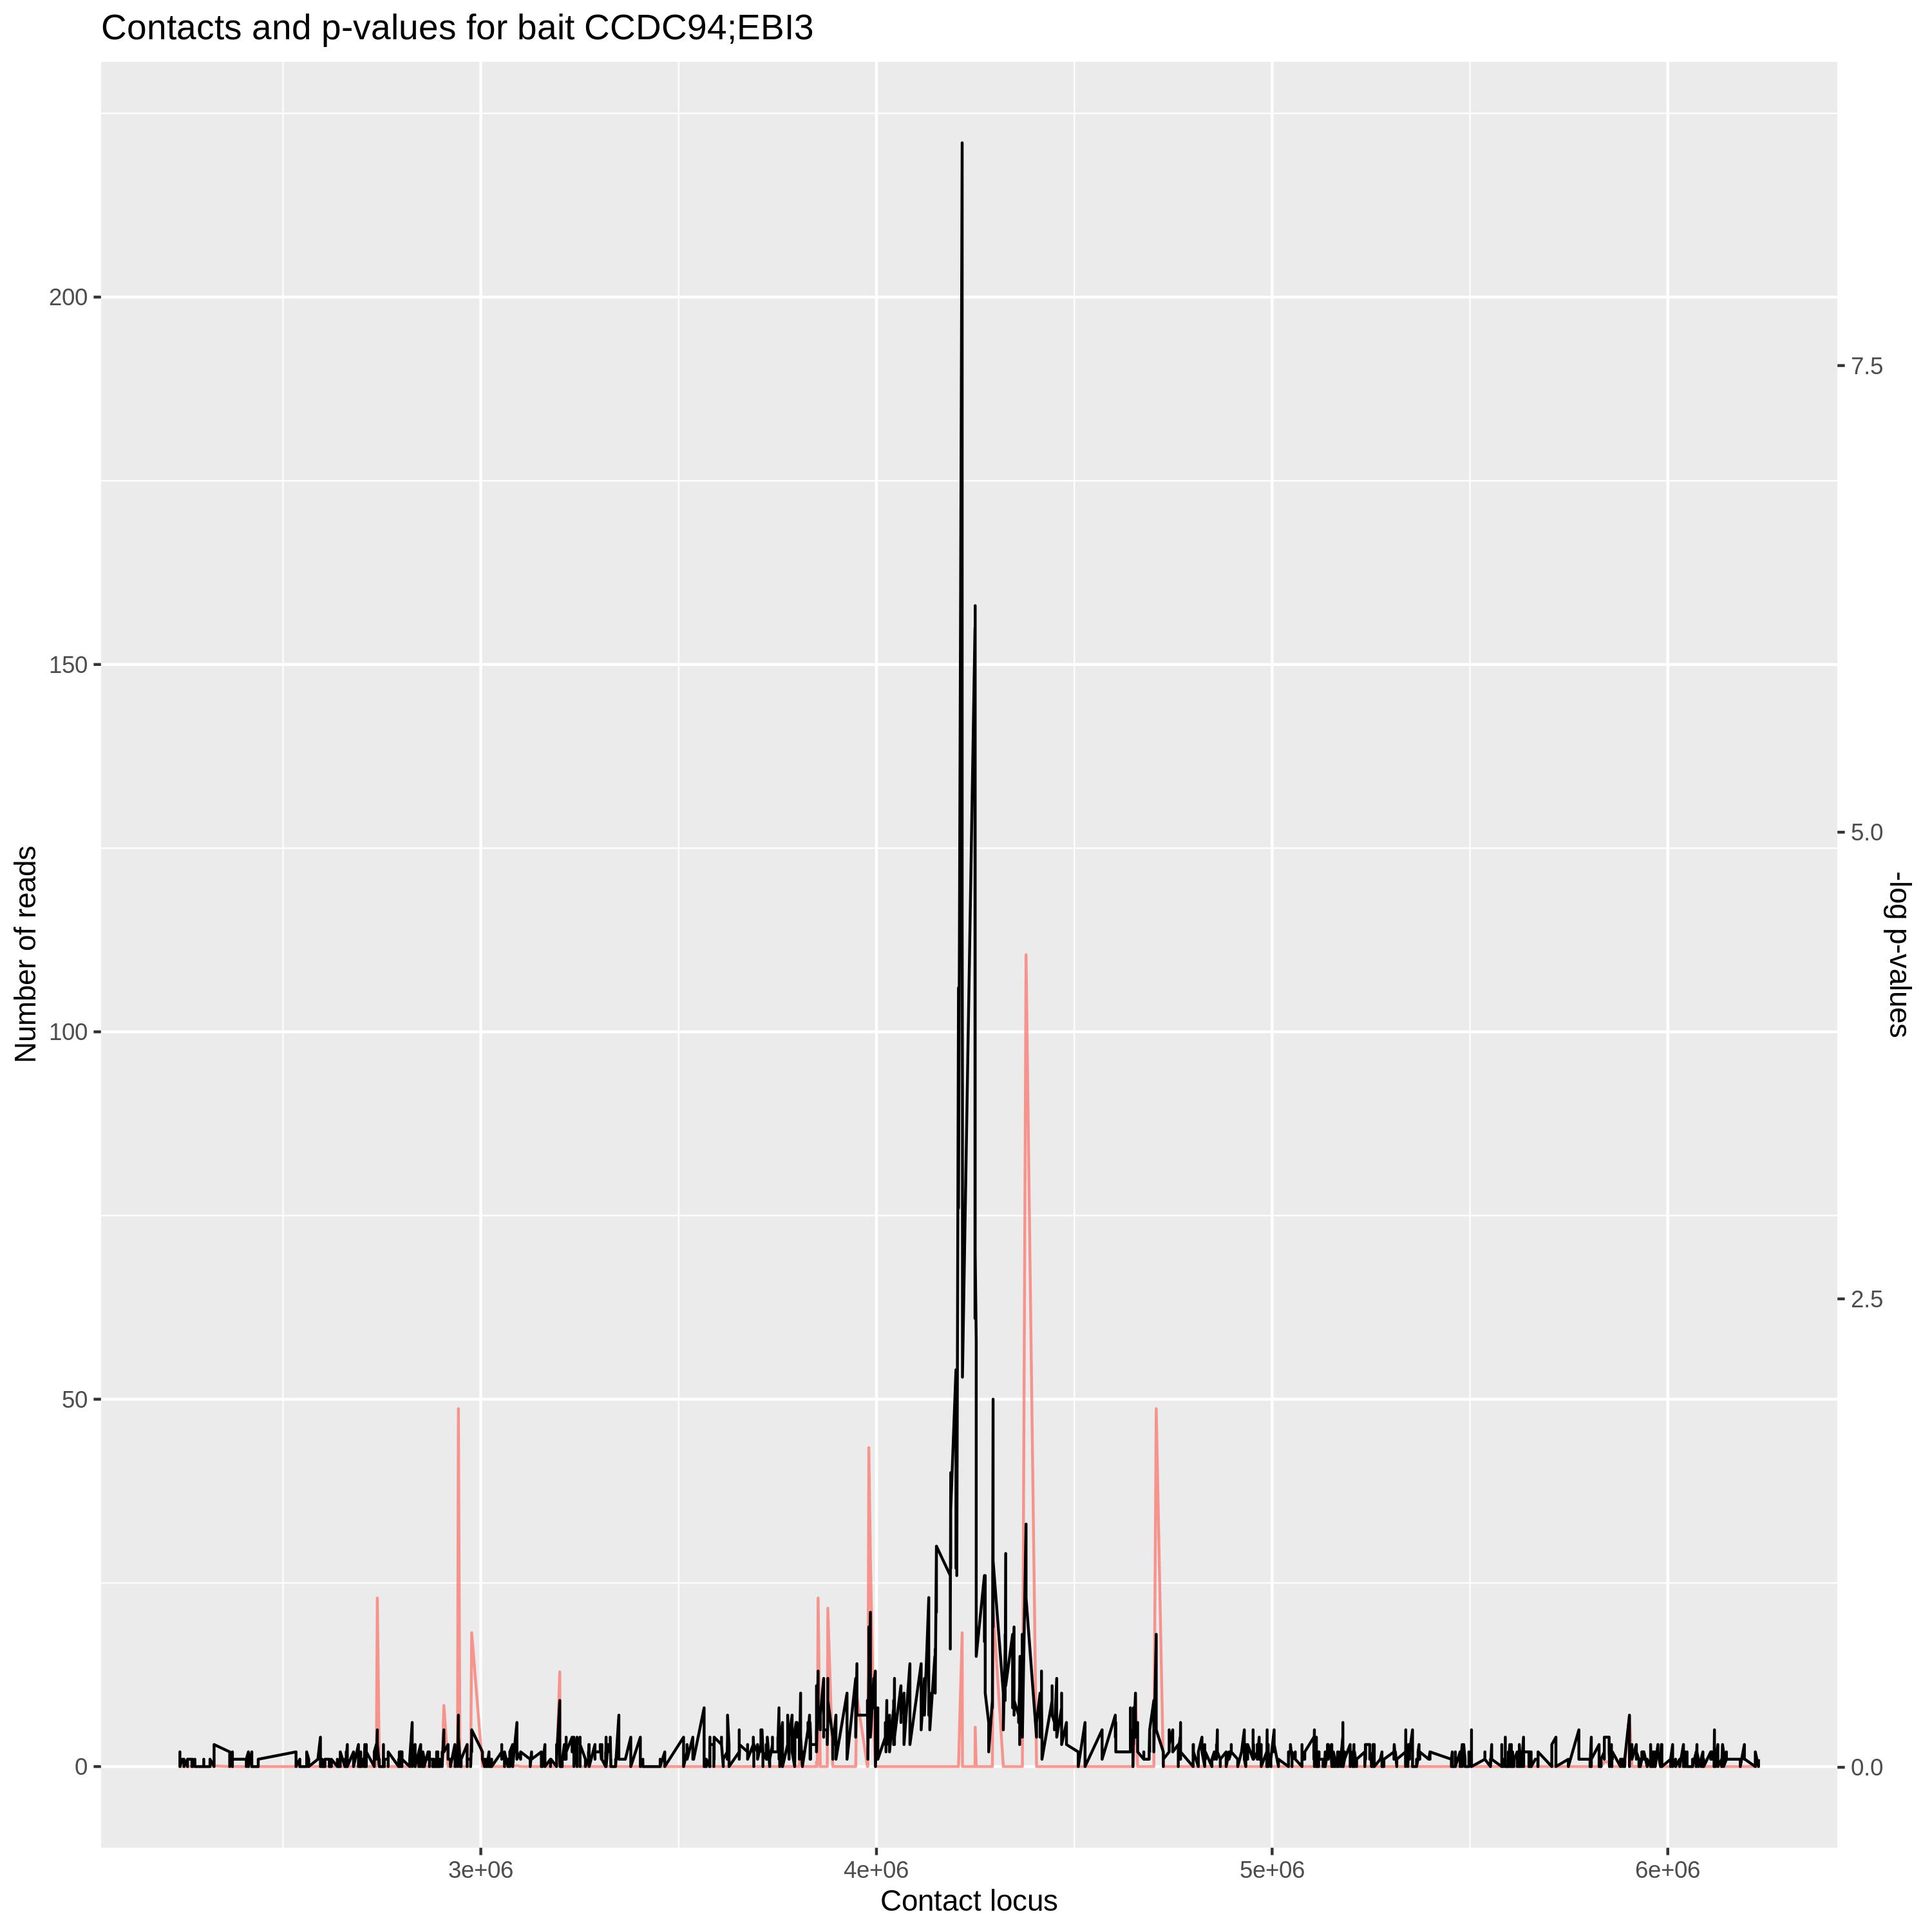 Contacts and p-values for bait CCDC94;EBI3
Number of reads
200
150
100
50
0
7.5
5.0
2.5
0.0
-log p-values
3e+06
4e+06
5e+06
6e+06
Contact locus